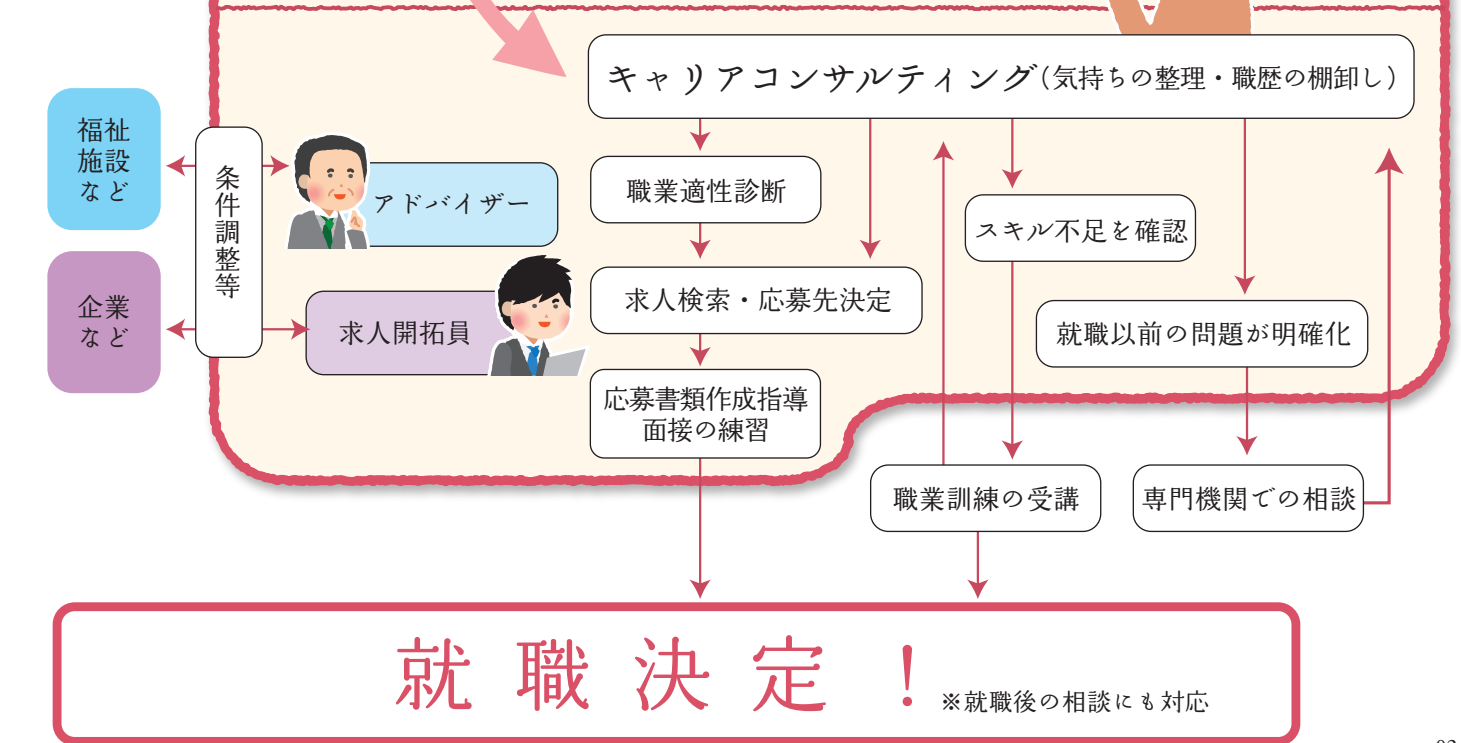 キャリアコンサルティング（気持ちの整理・職歴の棚卸し）
福祉
施設
など
条件調整等
アドバイザー
企業
など
求人開拓員
職業適性診断
求人検索・応募先決定
応募書類作成指導
面接の練習
スキル不足を確認
就職以前の問題が明確化
職業訓練の受講
専門機関での相談
就職決定！
※就職後の相談にも対応